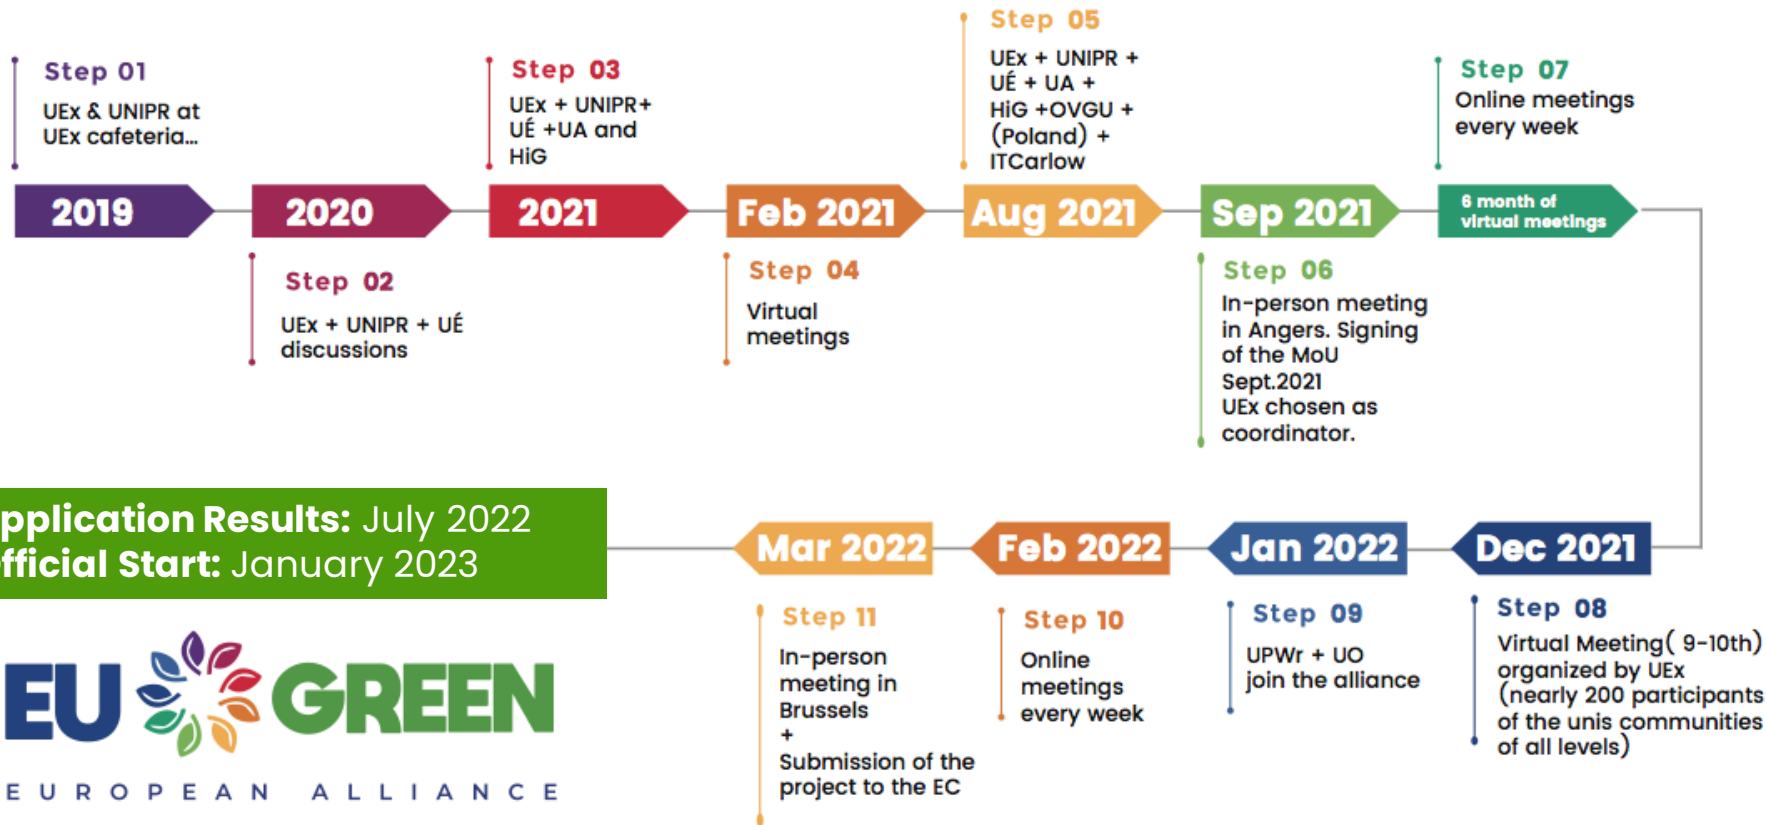 Step 01
UEx & UNIPR at
UEx cafeteria...
2019
2020
Step 02
UEx + UNIPR + UÉ
discussions
Step 03
UEx + UNIPR+
UÉ +UA and
HiG
2021
Feb 2021
Step 04
Virtual
meetings
Step 05
UEx + UNIPR +
UÉ + UA +
HiG +OVGU +
(Poland) +
ITCarlow
Aug 2021
Sep 2021
Step 06
In-person meeting
in Angers. Signing
of the MoU
Sept.2021
UEx chosen as
coordinator.
Step 07
Online meetings
every week
6 month of
virtual meetings
Dec 2021
Step 08
Virtual Meeting( 9-10th)
organized by UEx
(nearly 200 participants
of the unis communities
of all levels)
Jan 2022
Step 09
UPWr + UO
join the alliance
Feb 2022
Step 10
Online
meetings
every week
Mar 2022
Step 11
In-person
meeting in
Brussels
+
Submission of the
project to the EC
pplication Results: July 2022
fficial Start: January 2023
EU GREEN
EUROPEAN ALLIANCE